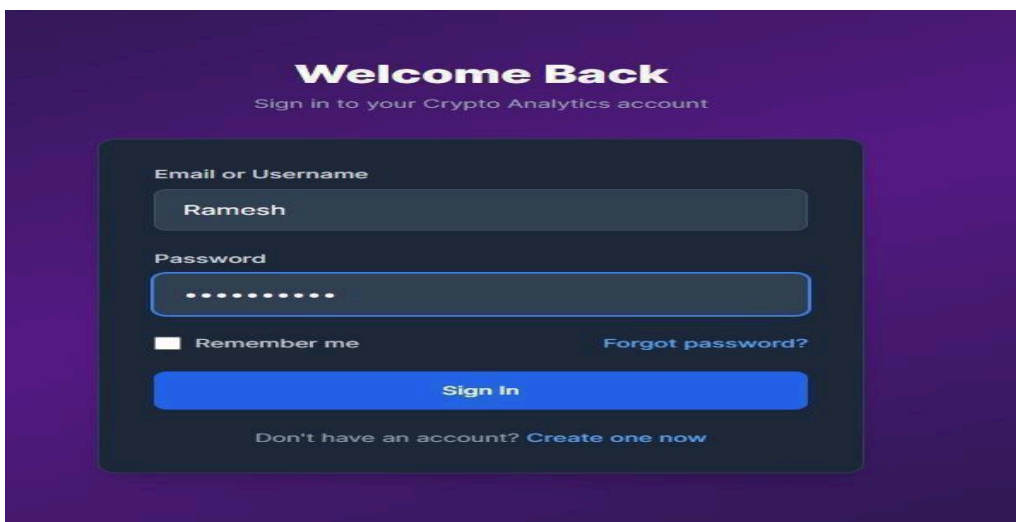 Welcome Back
Sign in to your Crypto Analytics account
Email or Username
Ramesh
Password
••••••••••
Remember me Forgot password?
Sign In
Don't have an account? Create one now